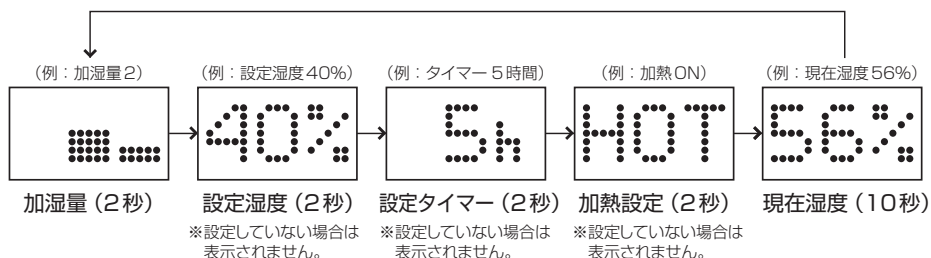 (例：加湿量2)
(例：設定湿度40%)
(例：タイマー5時間)
(例：加熱ON)
(例：現在湿度56%)
40%
5h
HOT
56%
加湿量(2秒)
設定湿度(2秒)
設定タイマー(2秒)
加熱設定(2秒)
現在湿度(10秒)
※設定していない場合は
表示されません。
※設定していない場合は
表示されません。
※設定していない場合は
表示されません。